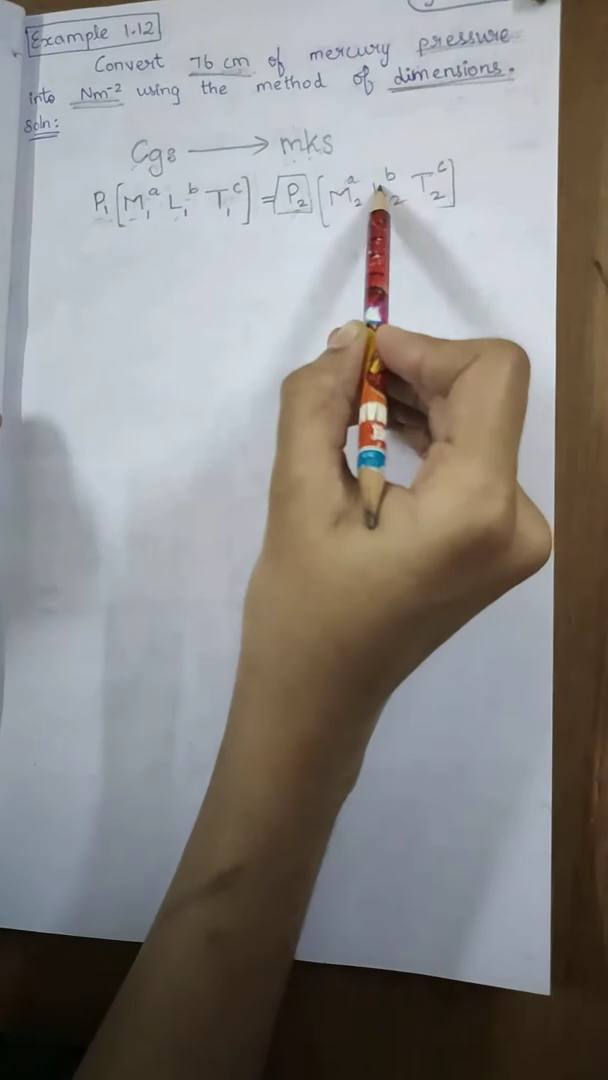 Example 1.12
Convert 76 cm of mercury pressure
into Nm⁻² using the method of dimensions.
Soln:
Cgs → mks
P₁[M₁ᵃ L₁ᵇ T₁ᶜ] = P₂[M₂ᵃ L₂ᵇ T₂ᶜ]